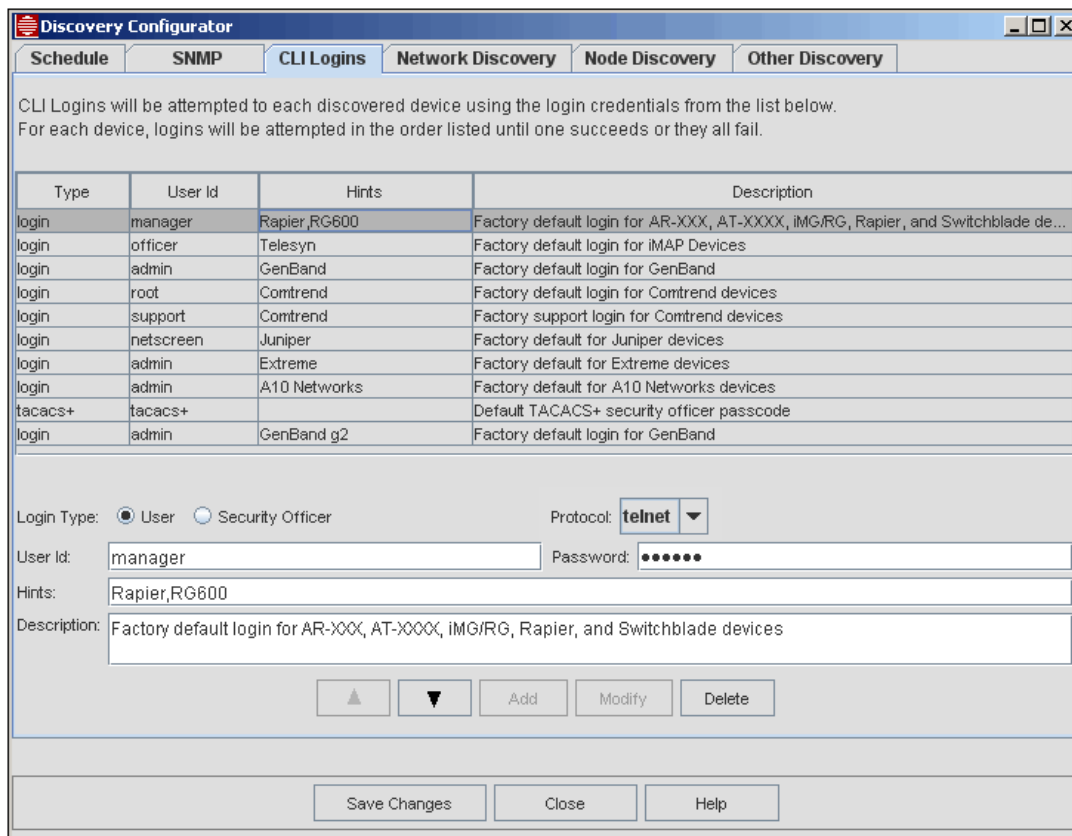 Discovery Configurator
Schedule SNMP CLI Logins Network Discovery Node Discovery Other Discovery
CLI Logins will be attempted to each discovered device using the login credentials from the list below.
For each device, logins will be attempted in the order listed until one succeeds or they all fail.
Type User Id Hints Description
login manager Rapier,RG600 Factory default login for AR-XXX, AT-XXXX, iMG/RG, Rapier, and Switchblade de...
login officer Telesyn Factory default login for iMAP Devices
login admin GenBand Factory default login for GenBand
login root Comtrend Factory default login for Comtrend devices
login support Comtrend Factory support login for Comtrend devices
login netscreen Juniper Factory default for Juniper devices
login admin Extreme Factory default for Extreme devices
login admin A10 Networks Factory default for A10 Networks devices
tacacs+ tacacs+ Default TACACS+ security officer passcode
login admin GenBand g2 Factory default login for GenBand
Login Type: User Security Officer Protocol: telnet
User Id: manager Password: ●●●●●●
Hints: Rapier,RG600
Description: Factory default login for AR-XXX, AT-XXXX, iMG/RG, Rapier, and Switchblade devices
Add Modify Delete
Save Changes Close Help